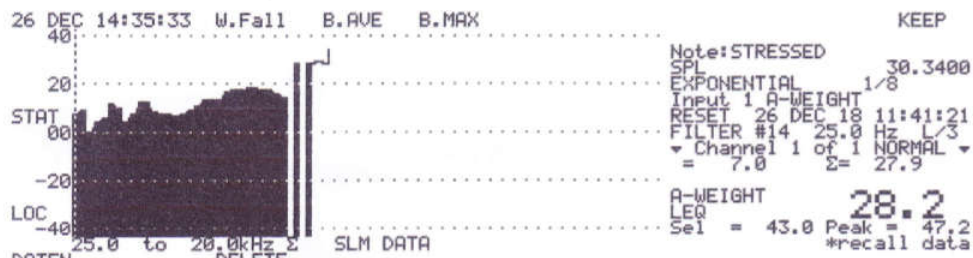 26 DEC 14:35:33 W.Fall B.AVE B.MAX KEEP
40
20
STAT
00
-20
LOC
-40
25.0 to 20.0kHz Σ SLM DATA
DELETE
Note:STRESSED
SPL 30.3400
EXPONENTIAL 1/8
Input 1 A-WEIGHT
RESET 26 DEC 18 11:41:21
FILTER #14 25.0 Hz L/3
Channel 1 of 1 NORMAL
= 7.0 Σ= 27.9
A-WEIGHT
LEQ 28.2
Sel = 43.0 Peak = 47.2
*recall data